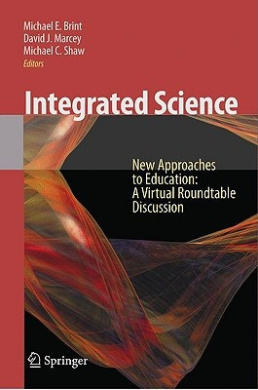 Michael E. Brint
David J. Marcey
Michael C. Shaw
Editors
Integrated Science
New Approaches
to Education:
A Virtual Roundtable
Discussion
Springer